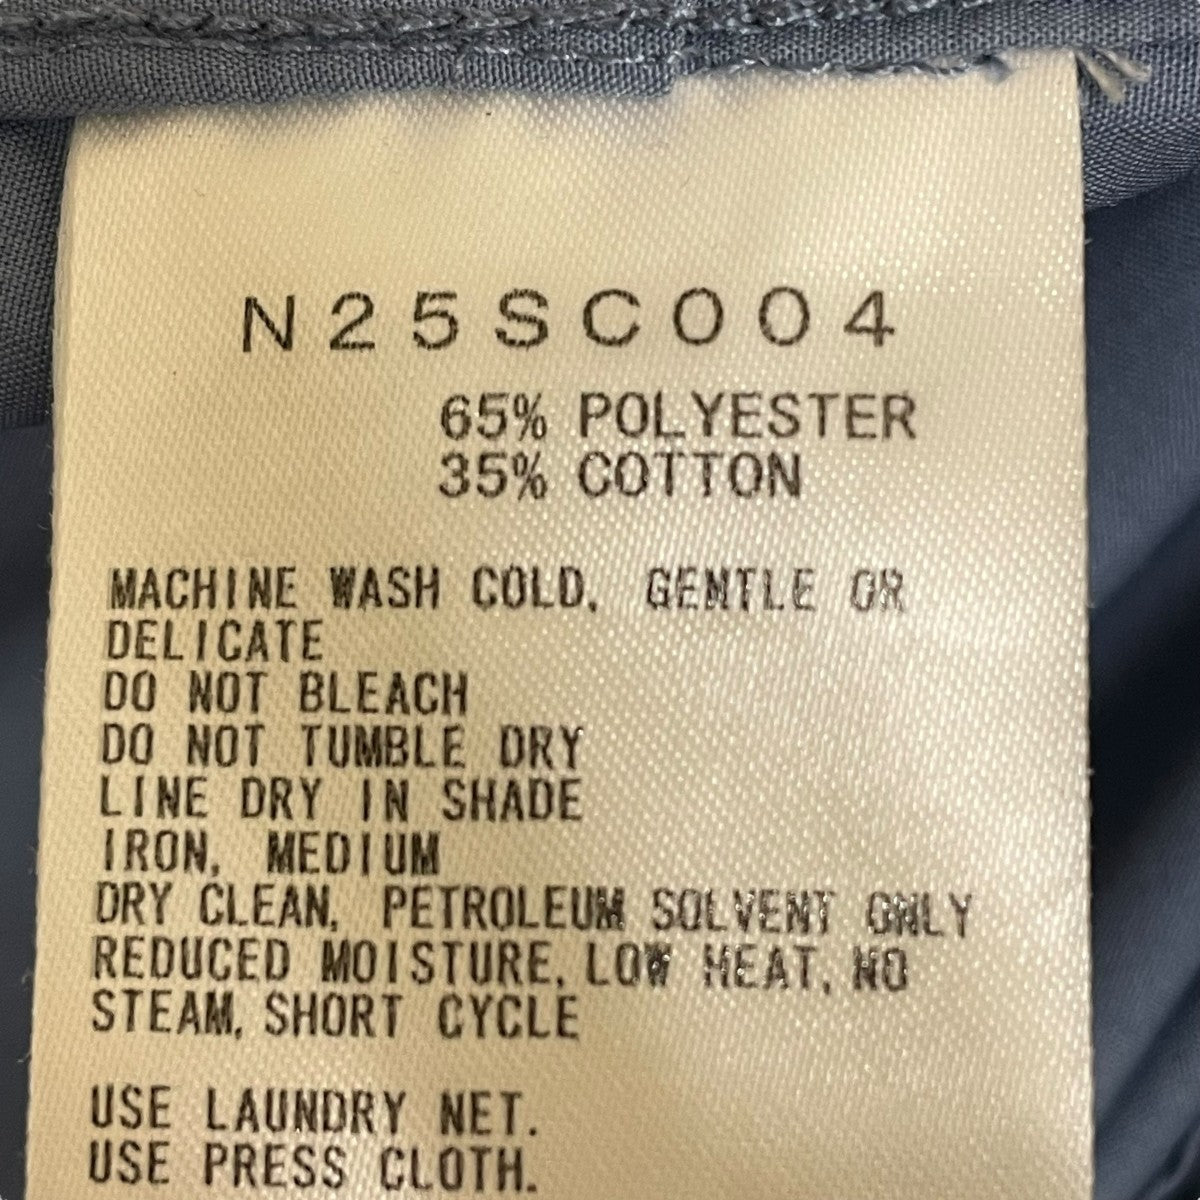 N25SC004
65% POLYESTER
35% COTTON
MACHINE WASH COLD, GENTLE OR
DELICATE
DO NOT BLEACH
DO NOT TUMBLE DRY
LINE DRY IN SHADE
IRON, MEDIUM
DRY CLEAN, PETROLEUM SOLVENT ONLY
REDUCED MOISTURE, LOW HEAT, NO
STEAM, SHORT CYCLE
USE LAUNDRY NET.
USE PRESS CLOTH.